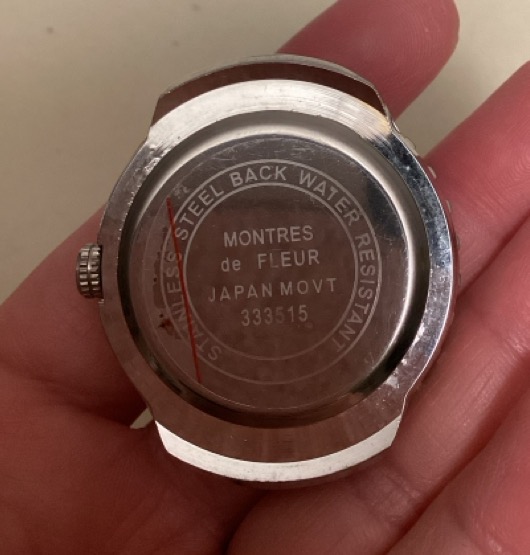 STAINLESS STEEL BACK WATER RESISTANT
MONTRES
de FLEUR
JAPAN MOVT
333515